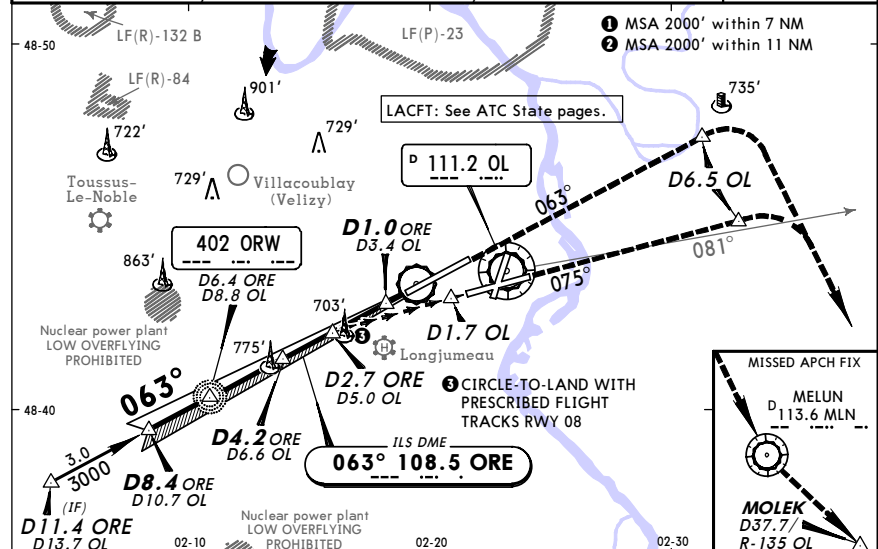 LF(R)-132 B
LF(P)-23
❶ MSA 2000' within 7 NM
❷ MSA 2000' within 11 NM
48-50
LF(R)-84
901'
735'
LACFT: See ATC State pages.
722'
729'
D 111.2 OL
D6.5 OL
Toussus-
Le-Noble
729'
Villacoublay
(Velizy)
063°
402 ORW
D1.0 ORE
D3.4 OL
081°
863'
D6.4 ORE
D8.8 OL
075°
703'
D1.7 OL
Nuclear power plant
LOW OVERFLYING
PROHIBITED
775'
❸
H
Longjumeau
MISSED APCH FIX
063°
D2.7 ORE
D5.0 OL
❸ CIRCLE-TO-LAND WITH
PRESCRIBED FLIGHT
TRACKS RWY 08
MELUN
D 113.6 MLN
48-40
D4.2 ORE
D6.6 OL
ILS DME
063° 108.5 ORE
3.0
3000
D8.4 ORE
D10.7 OL
(IF)
D11.4 ORE
D13.7 OL
Nuclear power plant
LOW OVERFLYING
PROHIBITED
MOLEK
D37.7/
R-135 OL
02-10
02-20
02-30